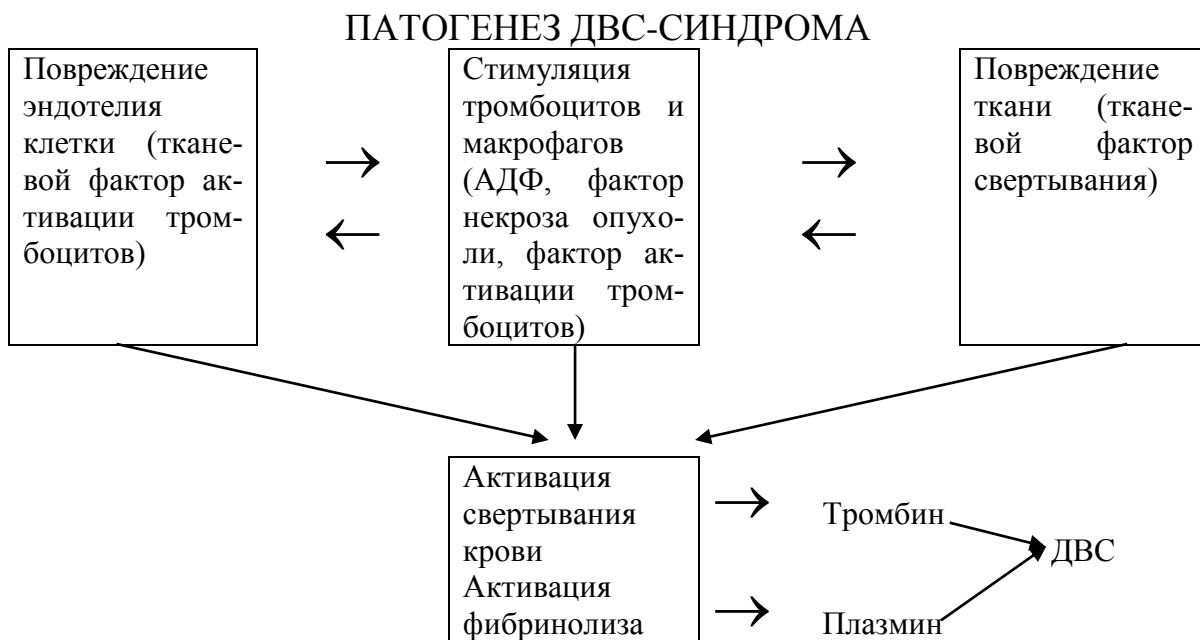 ПАТОГЕНЕЗ ДВС-СИНДРОМА
Повреждение
эндотелия
клетки (ткане-
вой фактор ак-
тивации тром-
боцитов)
Стимуляция
тромбоцитов и
макрофагов
(АДФ, фактор
некроза опухо-
ли, фактор ак-
тивации тром-
боцитов)
Повреждение
ткани (ткане-
вой фактор
свертывания)
Активация
свертывания
крови
Активация
фибринолиза
Тромбин
Плазмин
ДВС